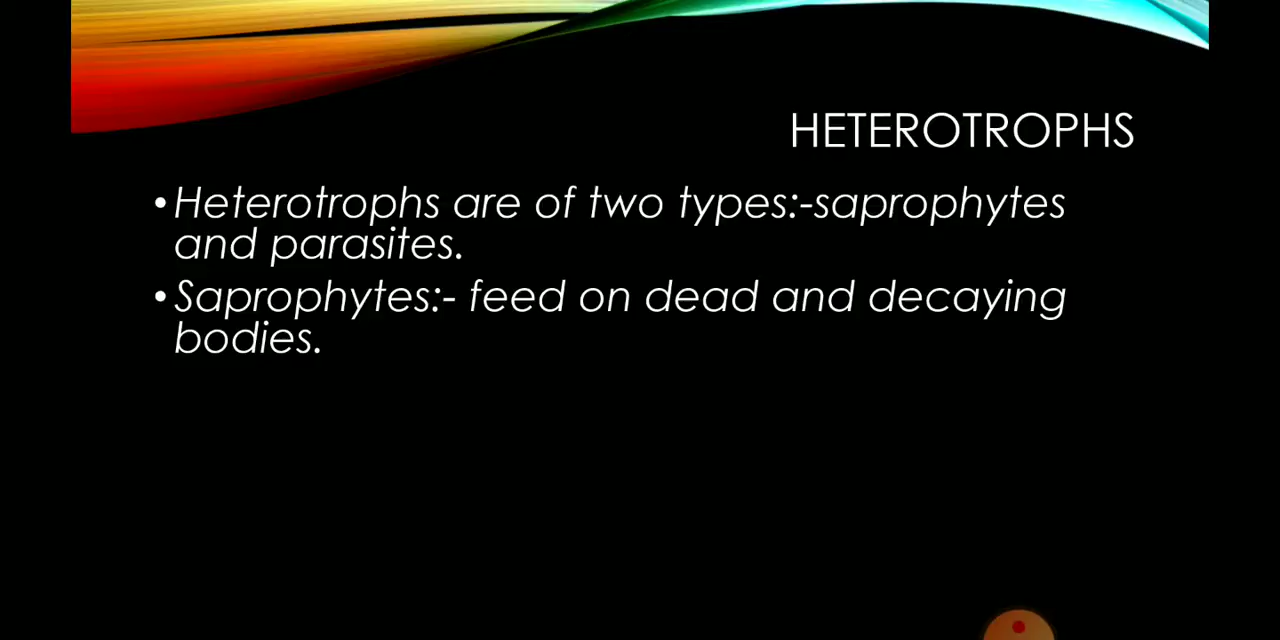 HETEROTROPHS
•Heterotrophs are of two types:-saprophytes
and parasites.
•Saprophytes:- feed on dead and decaying
bodies.